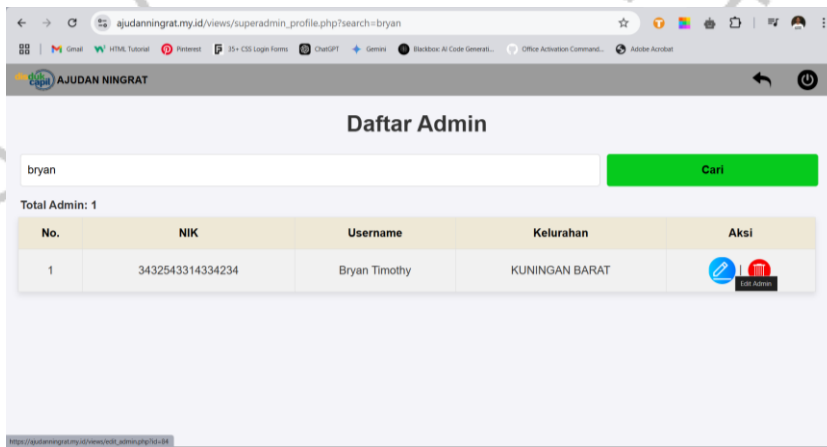 ajudanningrat.my.id/views/superadmin_profile.php?search=bryan
Gmail HTML Tutorial Pinterest 35+ CSS Login Forms ChatGPT Gemini Blackbox: AI Code Generati... Office Activation Command... Adobe Acrobat
dukcapil AJUDAN NINGRAT
Daftar Admin
bryan Cari
Total Admin: 1
No. NIK Username Kelurahan Aksi
1 3432543314334234 Bryan Timothy KUNINGAN BARAT |
Edit Admin
https://ajudanningrat.my.id/views/edit_admin.php?id=84